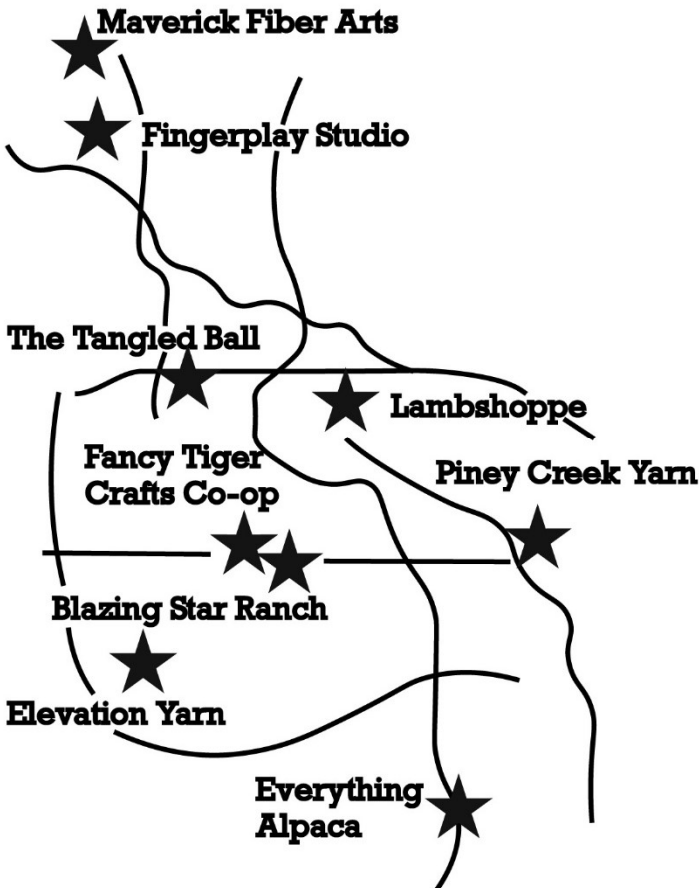 Maverick Fiber Arts
Fingerplay Studio
The Tangled Ball
Lambshoppe
Fancy Tiger
Crafts Co-op
Piney Creek Yarn
Blazing Star Ranch
Elevation Yarn
Everything
Alpaca